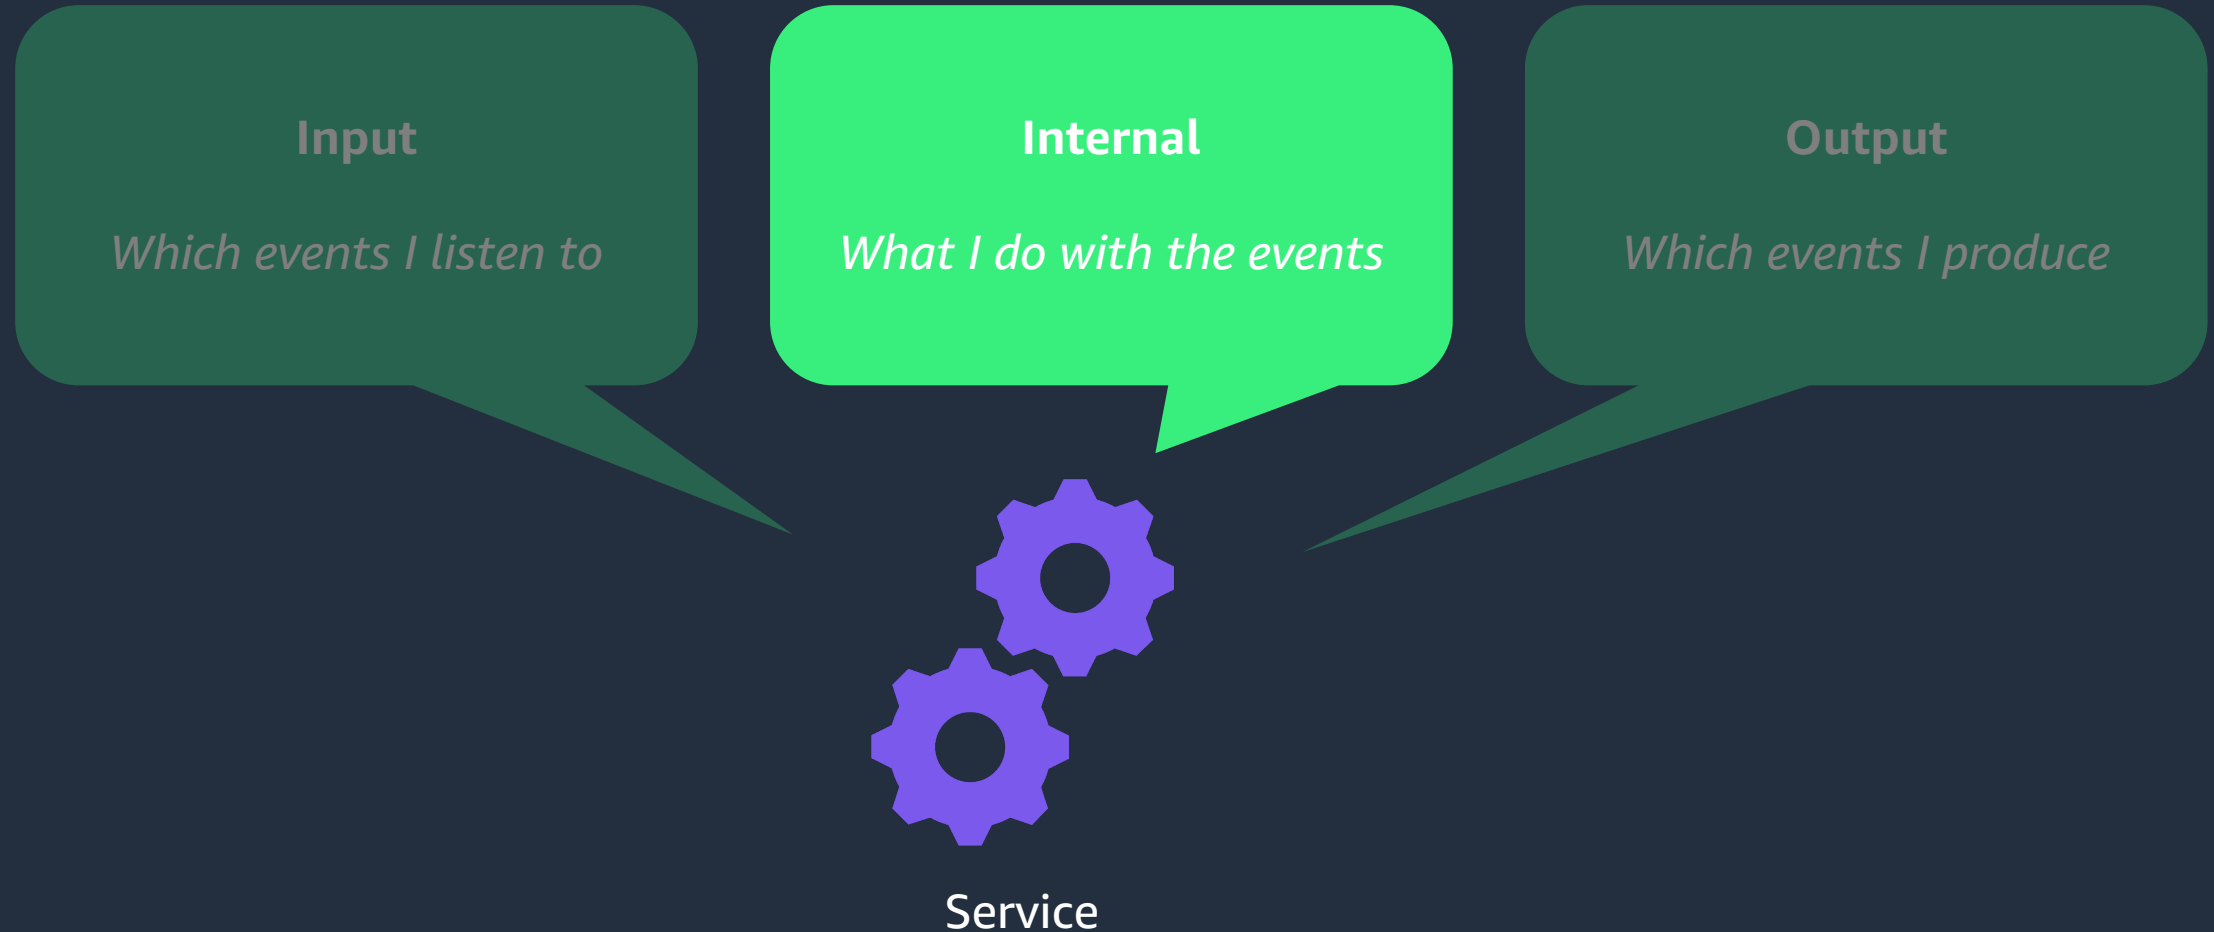 Input
Which events I listen to
Internal
What I do with the events
Output
Which events I produce
Service